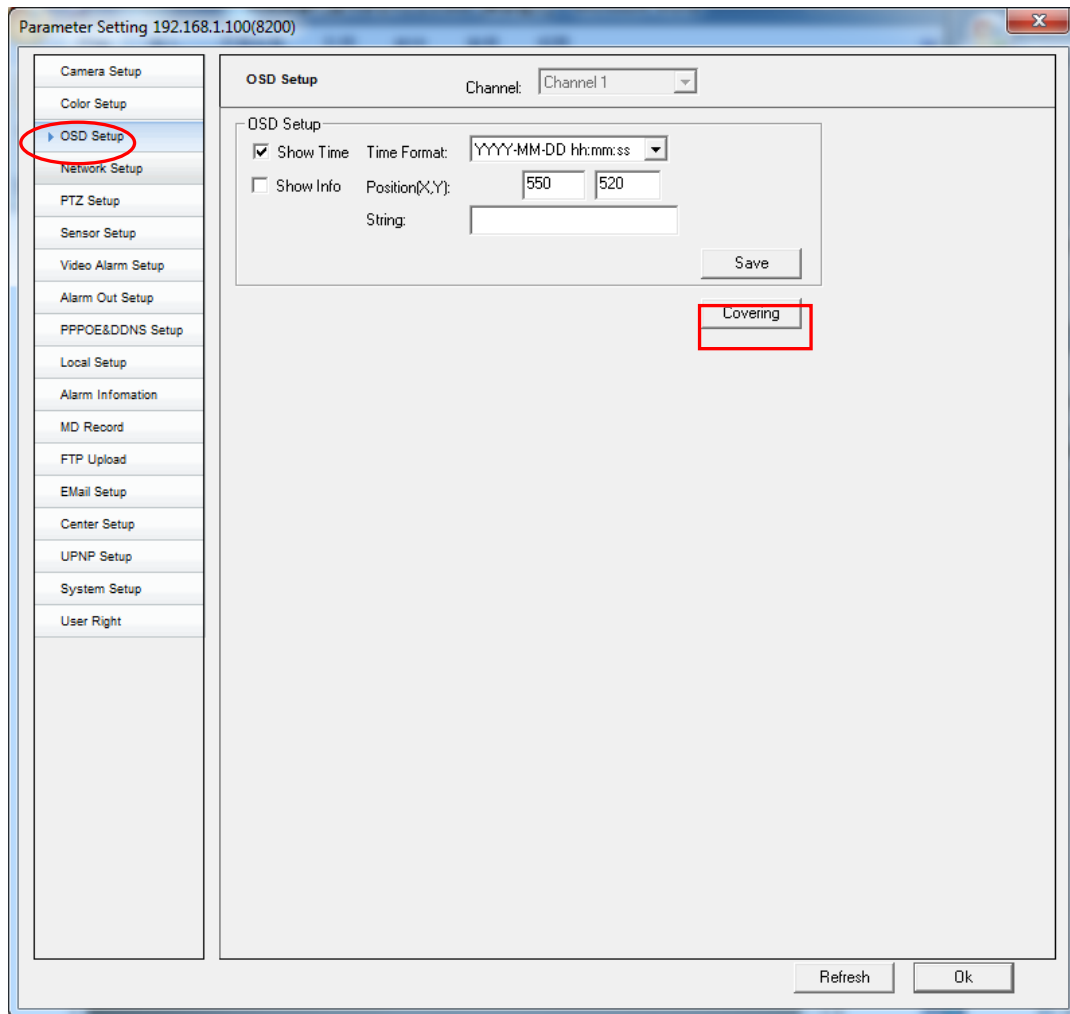 Parameter Setting 192.168.1.100(8200)
Camera Setup
Color Setup
OSD Setup
Network Setup
PTZ Setup
Sensor Setup
Video Alarm Setup
Alarm Out Setup
PPPOE&DDNS Setup
Local Setup
Alarm Infomation
MD Record
FTP Upload
EMail Setup
Center Setup
UPNP Setup
System Setup
User Right
OSD Setup Channel: Channel 1
OSD Setup
Show Time Time Format: YYYY-MM-DD hh:mm:ss
Show Info Position(X,Y): 550 520
String:
Save
Covering
Refresh Ok